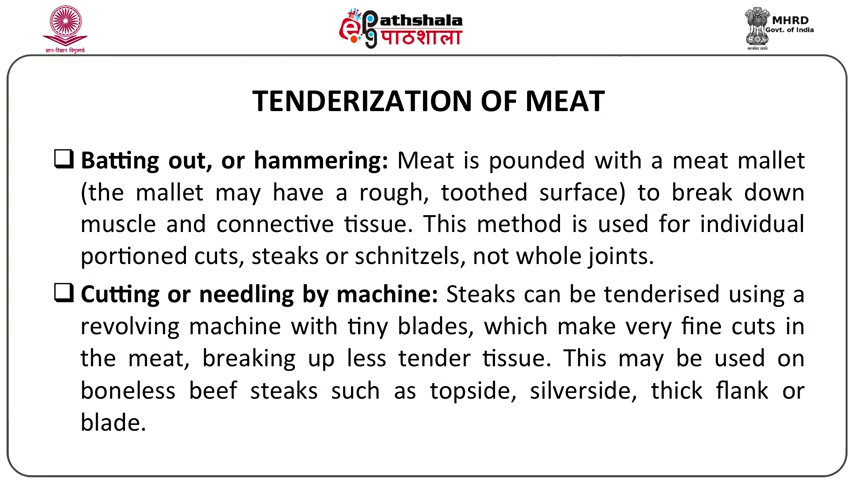 ज्ञान-विज्ञान विमुक्तये
ePathshala
पाठशाला
MHRD
Govt. of India
TENDERIZATION OF MEAT
❑ Batting out, or hammering: Meat is pounded with a meat mallet
(the mallet may have a rough, toothed surface) to break down
muscle and connective tissue. This method is used for individual
portioned cuts, steaks or schnitzels, not whole joints.
❑ Cutting or needling by machine: Steaks can be tenderised using a
revolving machine with tiny blades, which make very fine cuts in
the meat, breaking up less tender tissue. This may be used on
boneless beef steaks such as topside, silverside, thick flank or
blade.